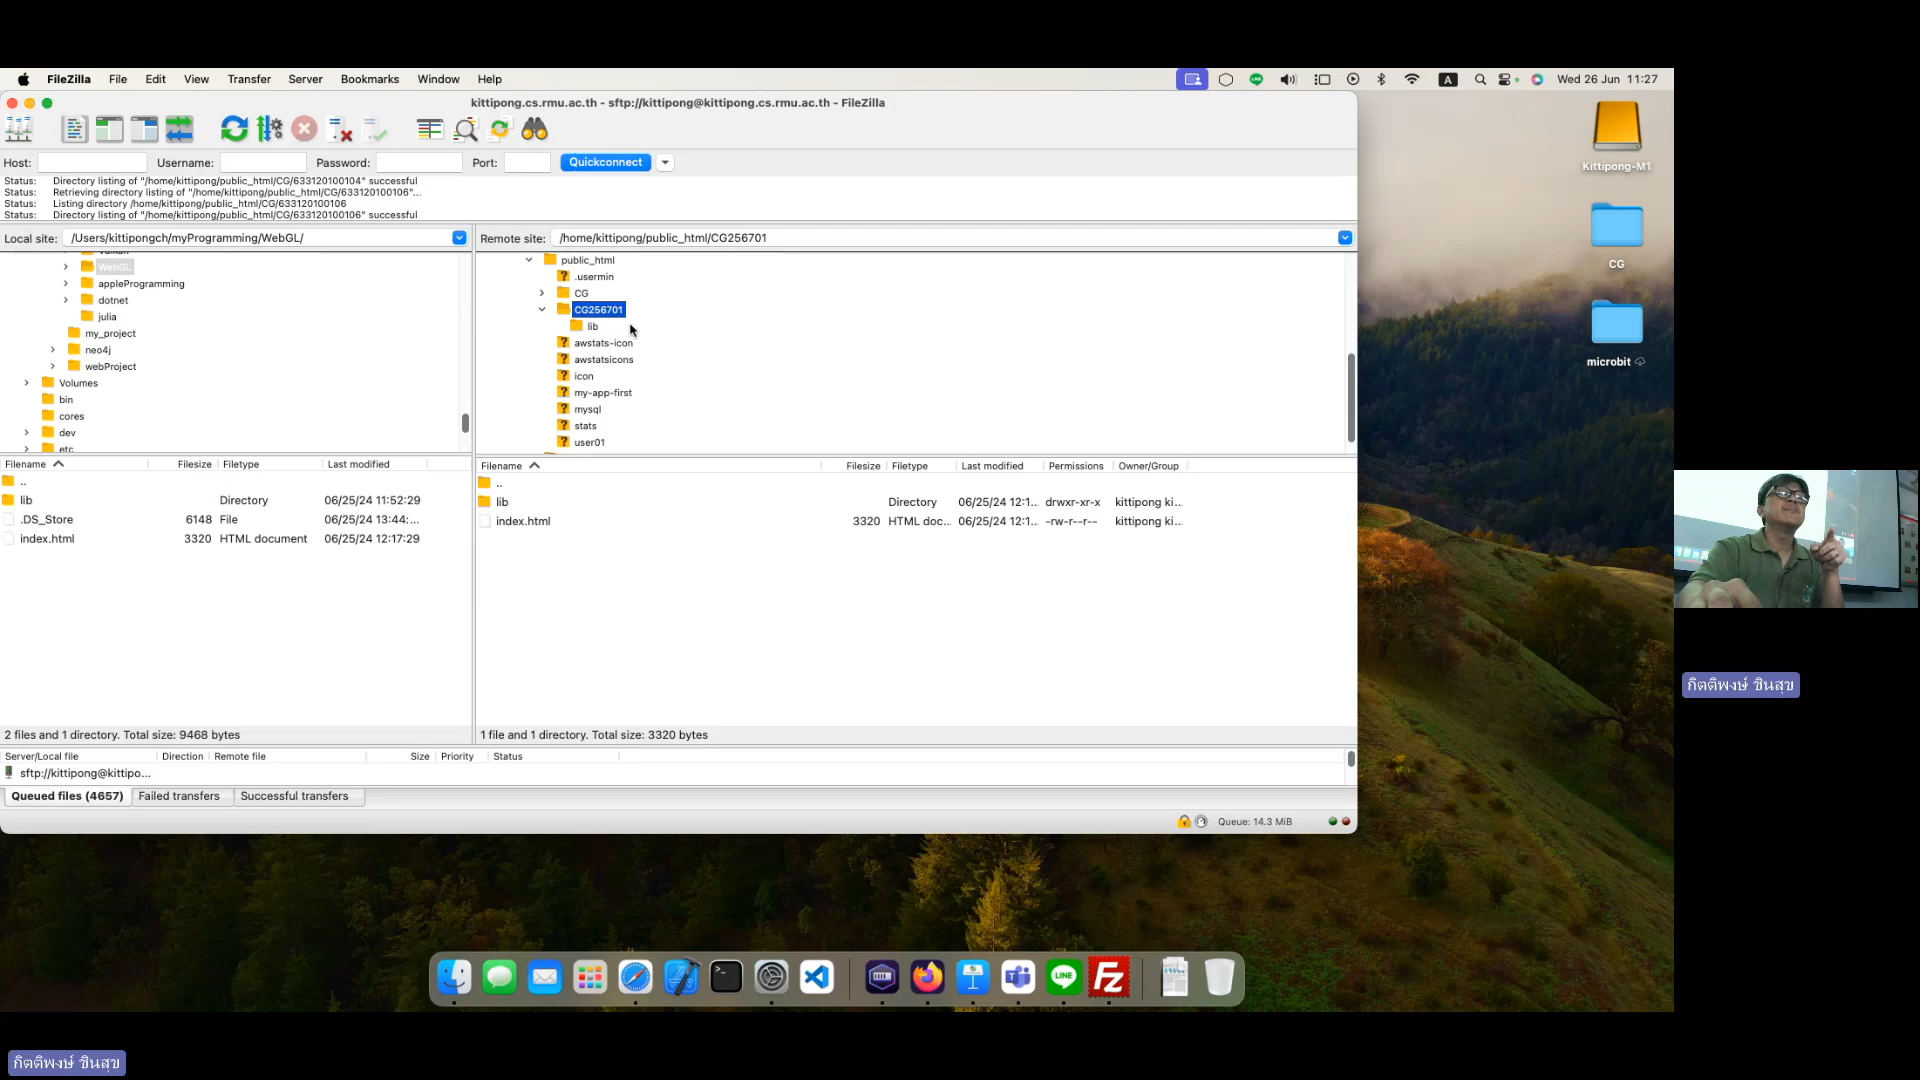 FileZilla File Edit View Transfer Server Bookmarks Window Help
A Wed 26 Jun 11:27
kittipong.cs.rmu.ac.th - sftp://kittipong@kittipong.cs.rmu.ac.th - FileZilla
Host: Username: Password: Port: Quickconnect
Status: Directory listing of "/home/kittipong/public_html/CG/633120100104" successful
Status: Retrieving directory listing of "/home/kittipong/public_html/CG/633120100106"...
Status: Listing directory /home/kittipong/public_html/CG/633120100106
Status: Directory listing of "/home/kittipong/public_html/CG/633120100106" successful
Local site: /Users/kittipongch/myProgramming/WebGL/
WebGL
appleProgramming
dotnet
julia
my_project
neo4j
webProject
Volumes
bin
cores
dev
etc
Filename Filesize Filetype Last modified
..
lib Directory 06/25/24 11:52:29
.DS_Store 6148 File 06/25/24 13:44:...
index.html 3320 HTML document 06/25/24 12:17:29
2 files and 1 directory. Total size: 9468 bytes
Remote site: /home/kittipong/public_html/CG256701
public_html
.usermin
CG
CG256701
lib
awstats-icon
awstatsicons
icon
my-app-first
mysql
stats
user01
Filename Filesize Filetype Last modified Permissions Owner/Group
..
lib Directory 06/25/24 12:1... drwxr-xr-x kittipong ki...
index.html 3320 HTML doc... 06/25/24 12:1... -rw-r--r-- kittipong ki...
1 file and 1 directory. Total size: 3320 bytes
Server/Local file Direction Remote file Size Priority Status
sftp://kittipong@kittipo...
Queued files (4657) Failed transfers Successful transfers
Queue: 14.3 MiB
Kittipong-M1
CG
microbit
LINE
Fz
กิตติพงษ์ ชินสุข
กิตติพงษ์ ชินสุข